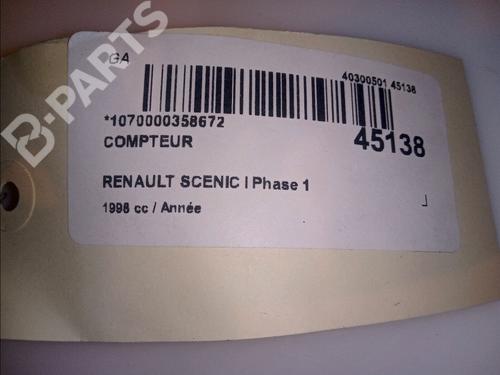 B-PARTS
GA
40300501 45138
*1070000358672
45138
COMPTEUR
RENAULT SCENIC I Phase 1
1998 cc / Année